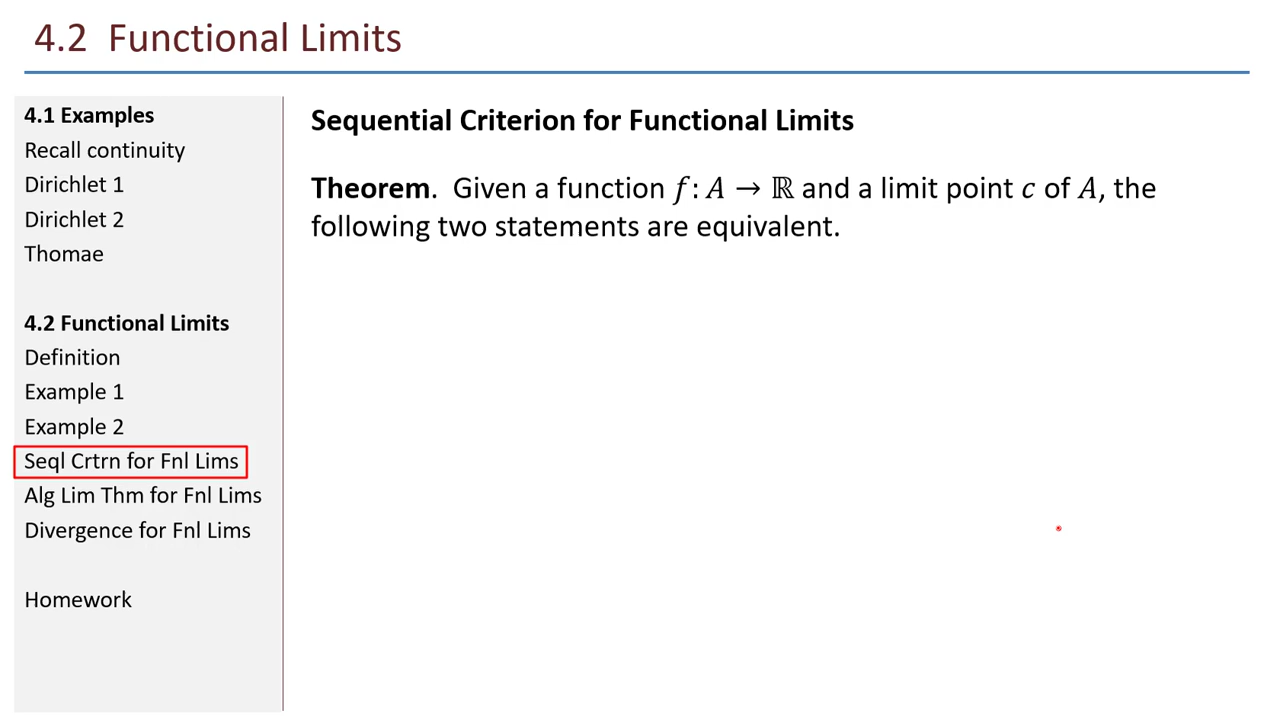 4.2 Functional Limits
4.1 Examples
Recall continuity
Dirichlet 1
Dirichlet 2
Thomae
4.2 Functional Limits
Definition
Example 1
Example 2
Seql Crtrn for Fnl Lims
Alg Lim Thm for Fnl Lims
Divergence for Fnl Lims
Homework
Sequential Criterion for Functional Limits
Theorem. Given a function 𝑓: 𝐴 → ℝ and a limit point 𝑐 of 𝐴, the
following two statements are equivalent.